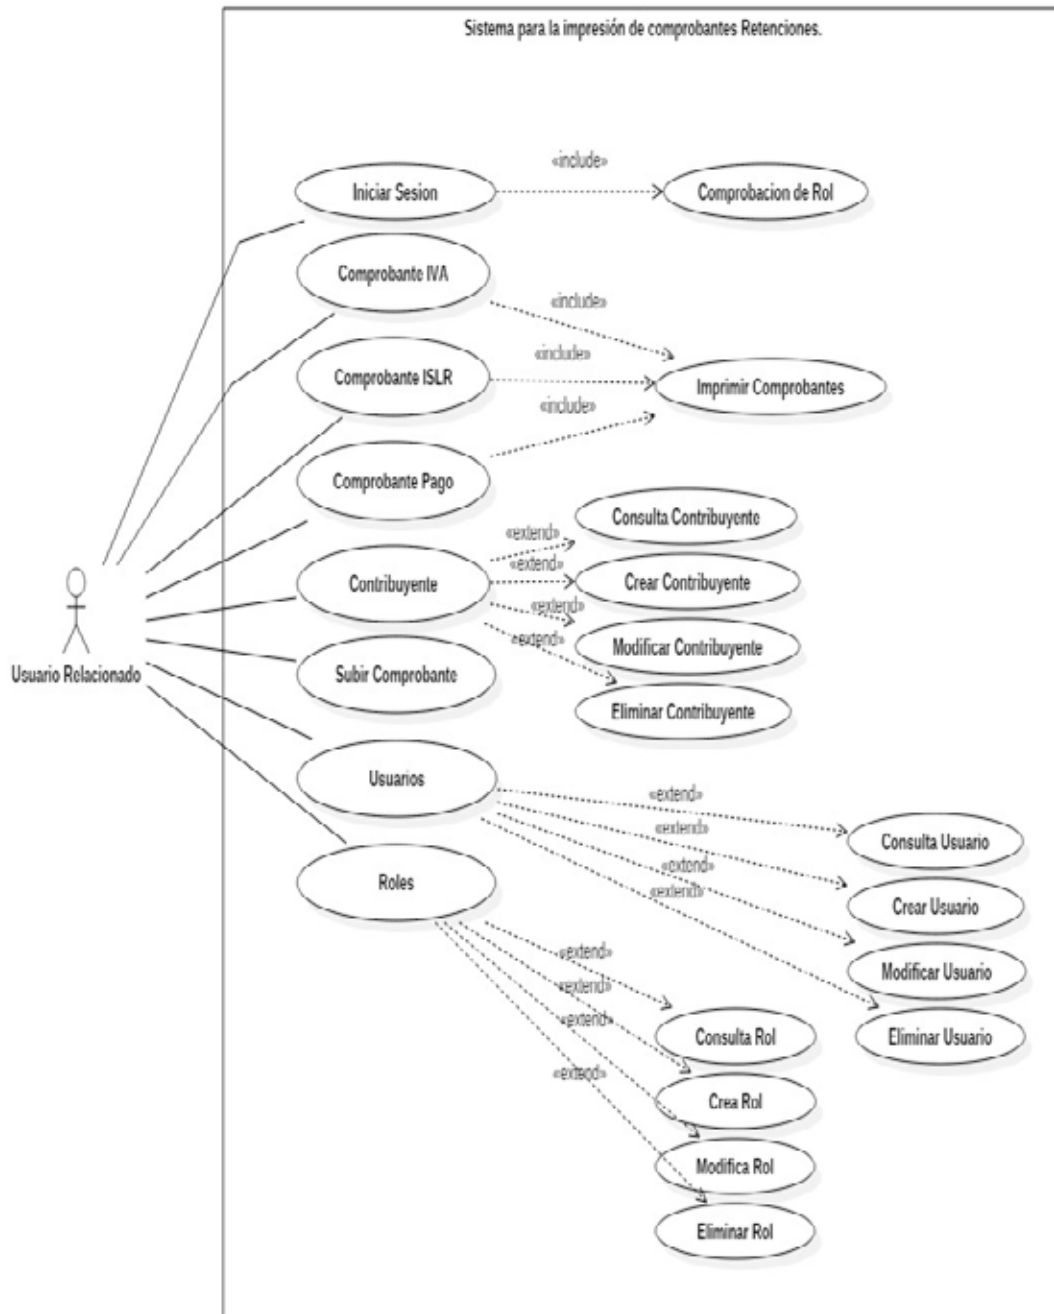 Sistema para la impresión de comprobantes Retenciones.
«include»
Iniciar Sesion
Comprobacion de Rol
Comprobante IVA
«include»
Comprobante ISLR
«include»
Imprimir Comprobantes
«include»
Comprobante Pago
Consulta Contribuyente
«extend»
«extend»
Contribuyente
Crear Contribuyente
«extend»
«extend»
Modificar Contribuyente
Usuario Relacionado
Subir Comprobante
Eliminar Contribuyente
Usuarios
«extend»
«extend»
Consulta Usuario
«extend»
Roles
«extend»
Crear Usuario
«extend»
Modificar Usuario
«extend»
«extend»
Consulta Rol
Eliminar Usuario
«extend»
Crea Rol
Modifica Rol
Eliminar Rol